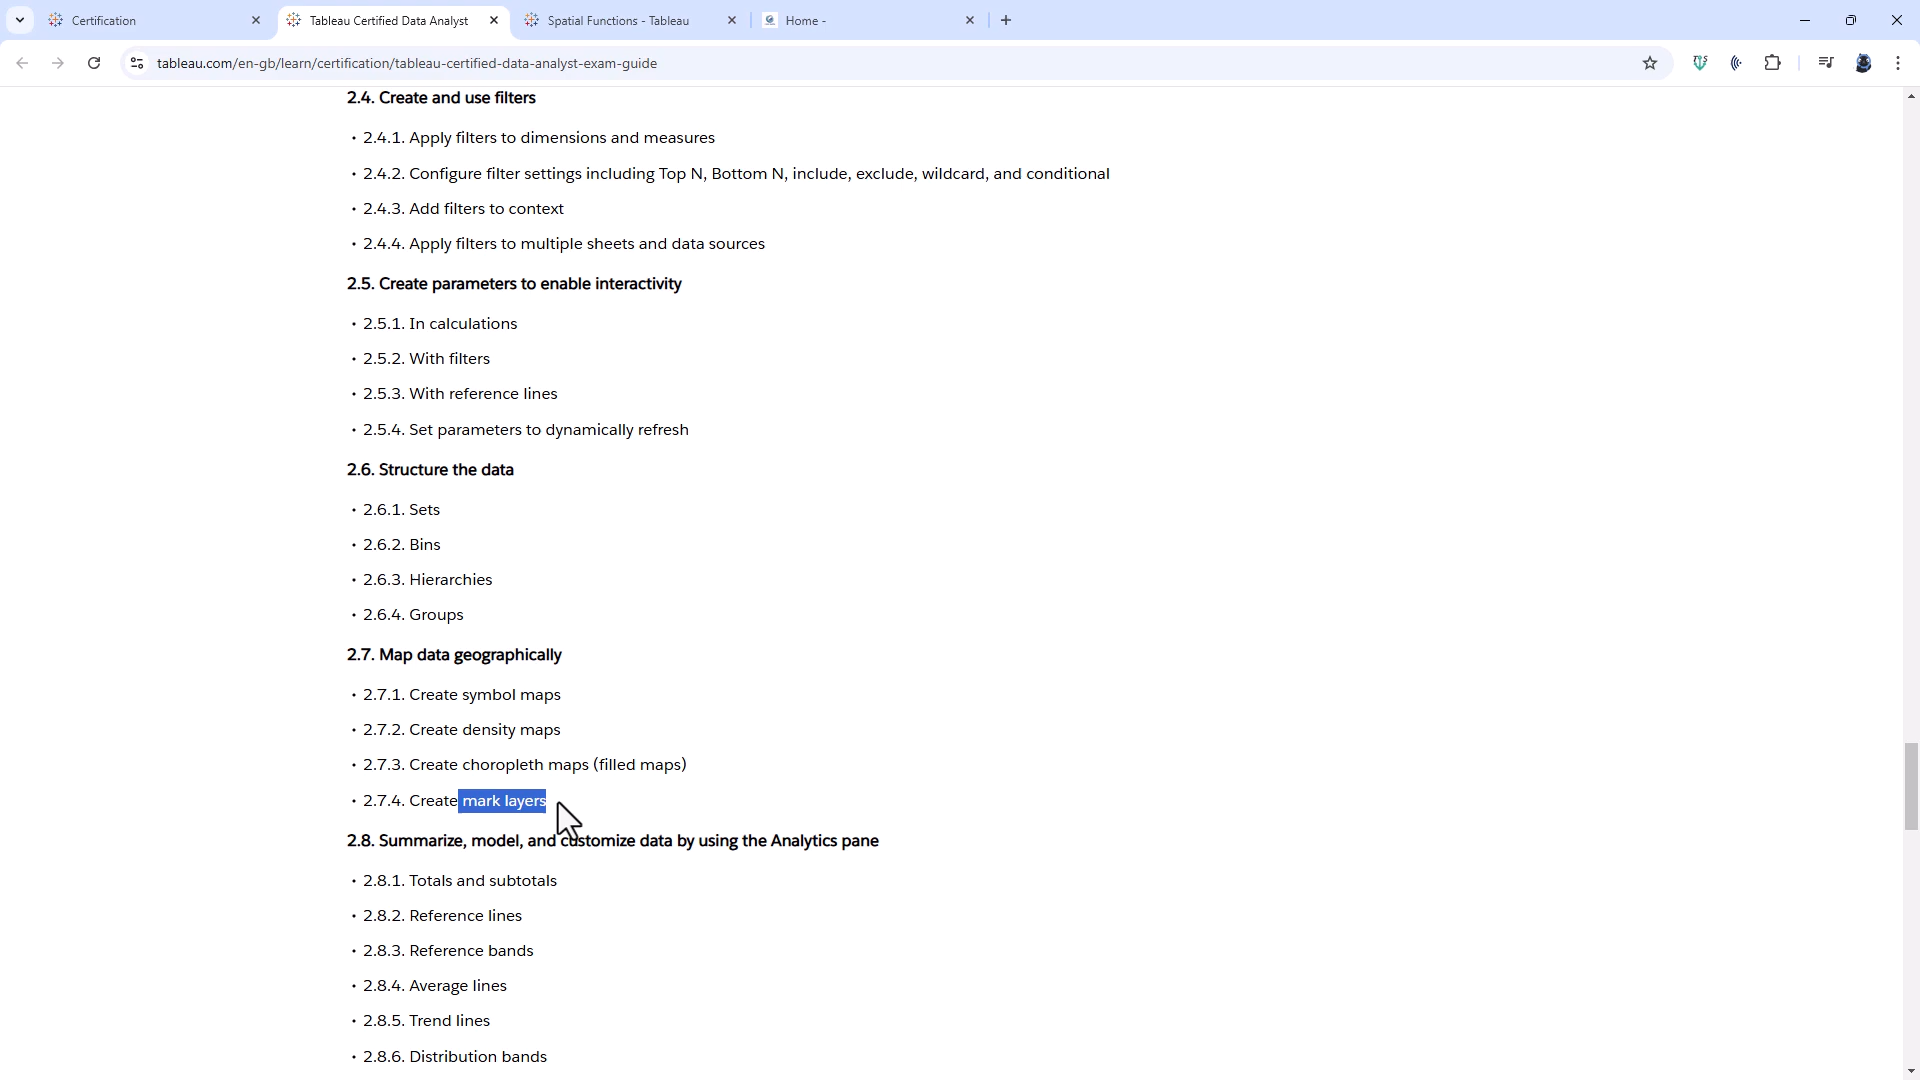 Certification
Tableau Certified Data Analyst
Spatial Functions - Tableau
Home -
tableau.com/en-gb/learn/certification/tableau-certified-data-analyst-exam-guide
2.4. Create and use filters
• 2.4.1. Apply filters to dimensions and measures
• 2.4.2. Configure filter settings including Top N, Bottom N, include, exclude, wildcard, and conditional
• 2.4.3. Add filters to context
• 2.4.4. Apply filters to multiple sheets and data sources
2.5. Create parameters to enable interactivity
• 2.5.1. In calculations
• 2.5.2. With filters
• 2.5.3. With reference lines
• 2.5.4. Set parameters to dynamically refresh
2.6. Structure the data
• 2.6.1. Sets
• 2.6.2. Bins
• 2.6.3. Hierarchies
• 2.6.4. Groups
2.7. Map data geographically
• 2.7.1. Create symbol maps
• 2.7.2. Create density maps
• 2.7.3. Create choropleth maps (filled maps)
• 2.7.4. Create mark layers
2.8. Summarize, model, and customize data by using the Analytics pane
• 2.8.1. Totals and subtotals
• 2.8.2. Reference lines
• 2.8.3. Reference bands
• 2.8.4. Average lines
• 2.8.5. Trend lines
• 2.8.6. Distribution bands